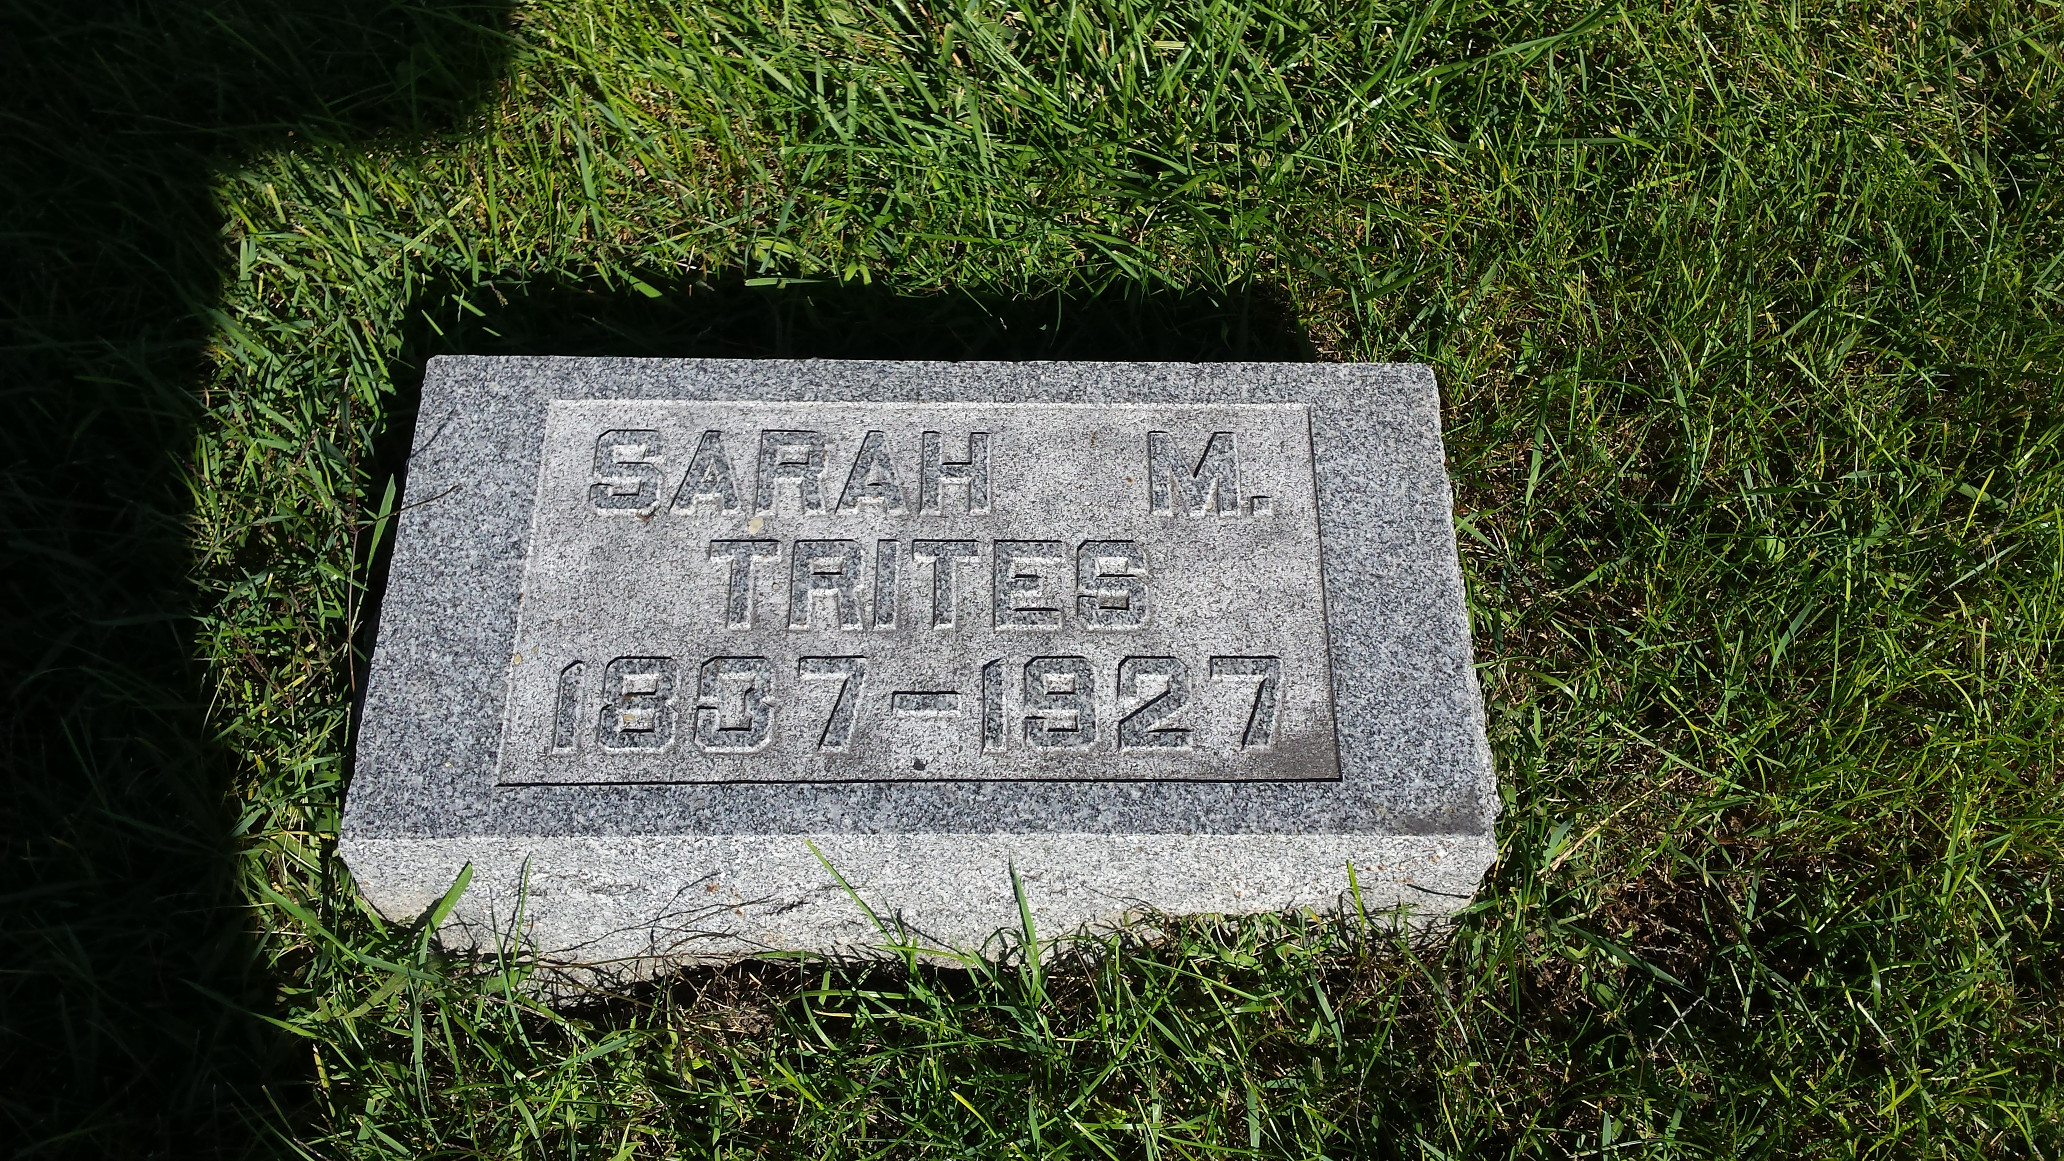 SARAH M.
TRITES
1837-1927